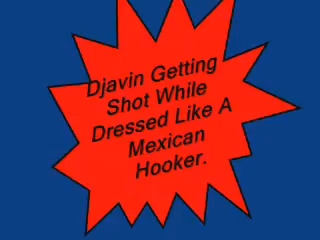 Djavin Getting
Shot While
Dressed Like A
Mexican
Hooker.